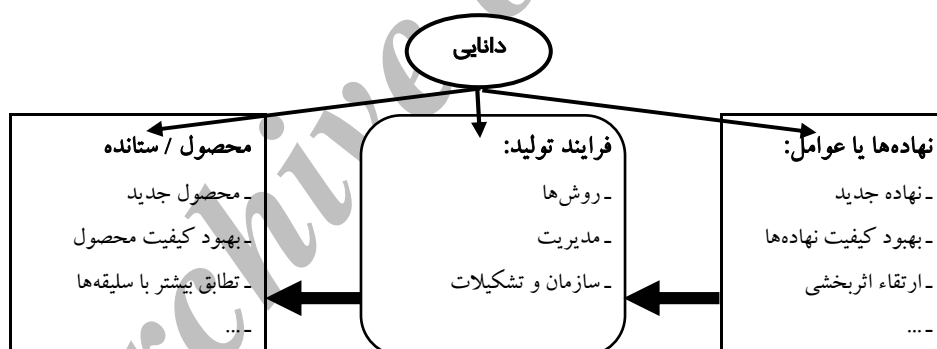 دانایی
نهاده‌ها یا عوامل:
ـ نهاده جدید
ـ بهبود کیفیت نهاده‌ها
ـ ارتقاء اثربخشی
ـ ...
فرایند تولید:
ـ روش‌ها
ـ مدیریت
ـ سازمان و تشکیلات
محصول / ستانده
ـ محصول جدید
ـ بهبود کیفیت محصول
ـ تطابق بیشتر با سلیقه‌ها
ـ ...
Archive